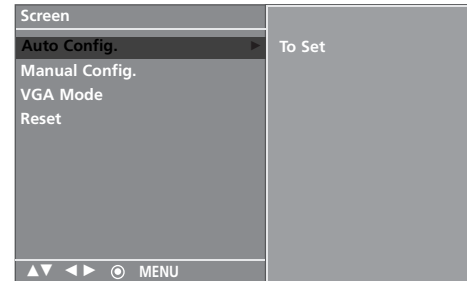 Screen
Auto Config. ▶ To Set
Manual Config.
VGA Mode
Reset
▲▼ ◀▶ ◉ MENU